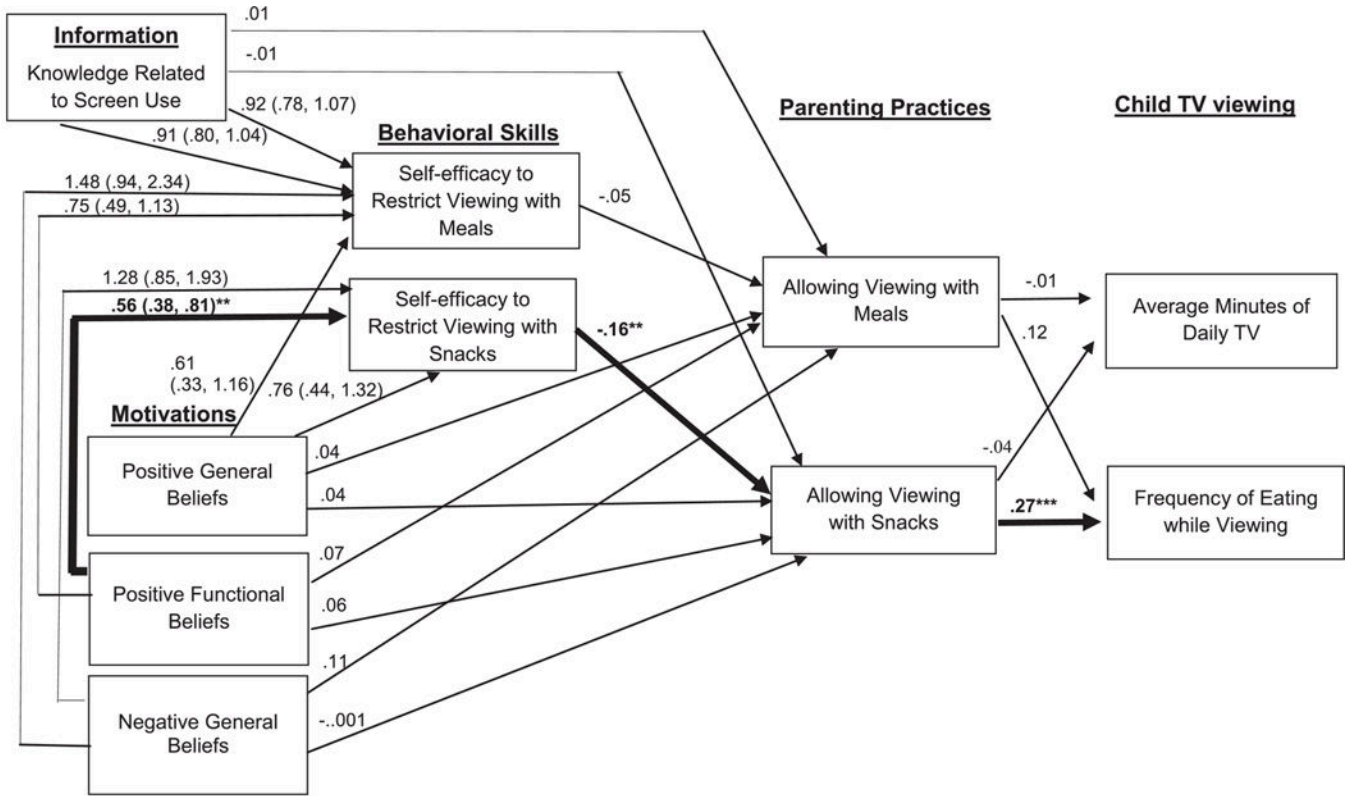 .01
Information
Knowledge Related
to Screen Use
-.01
.92 (.78, 1.07)
.91 (.80, 1.04)
Parenting Practices
Child TV viewing
Behavioral Skills
Self-efficacy to
Restrict Viewing with
Meals
1.48 (.94, 2.34)
.75 (.49, 1.13)
-.05
1.28 (.85, 1.93)
.56 (.38, .81)**
Self-efficacy to
Restrict Viewing with
Snacks
-.16**
Allowing Viewing with
Meals
-.01
.12
Average Minutes of
Daily TV
.61
(.33, 1.16)
.76 (.44, 1.32)
Motivations
Positive General
Beliefs
.04
.04
-.04
Allowing Viewing
with Snacks
.27***
Frequency of Eating
while Viewing
.07
Positive Functional
Beliefs
.06
.11
Negative General
Beliefs
-..001